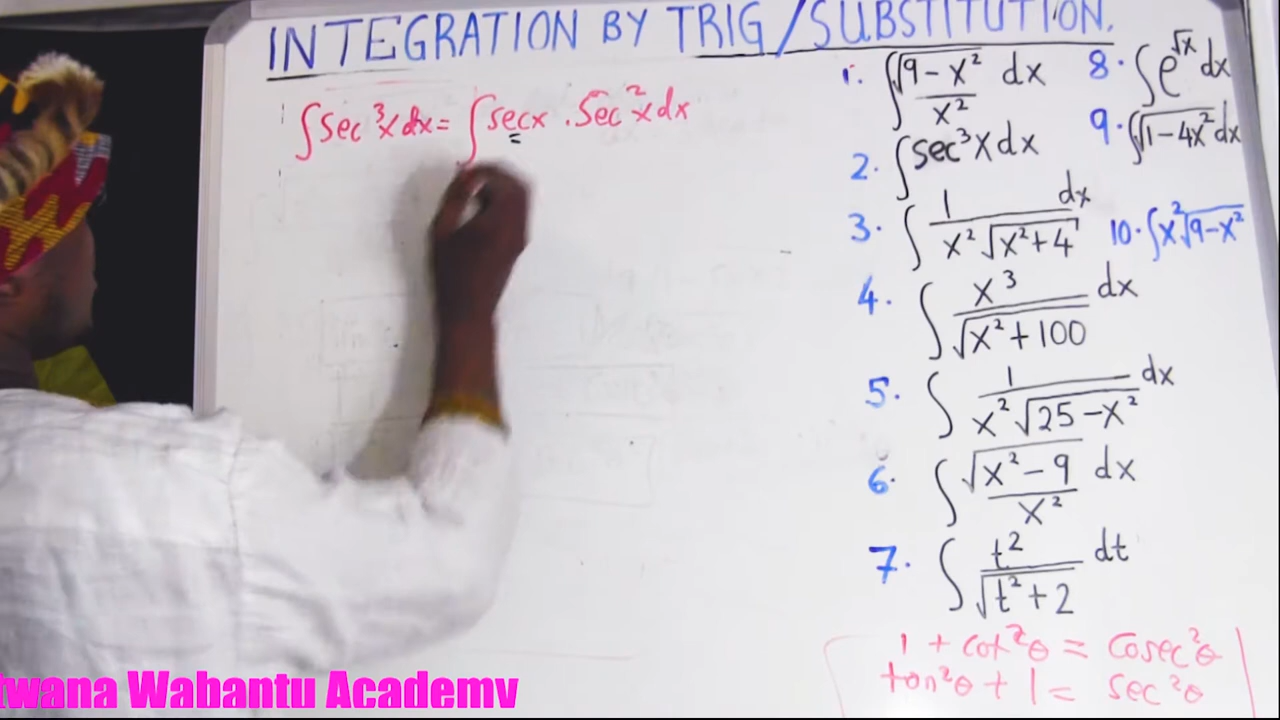 INTEGRATION BY TRIG/SUBSTITUTION.
∫sec³x dx = ∫secx . Sec²x dx
1. ∫ √(9 − x²) / x² dx
2. ∫ sec³x dx
3. ∫ 1 / (x² √(x² + 4)) dx
4. ∫ x³ / √(x² + 100) dx
5. ∫ 1 / (x² √(25 − x²)) dx
6. ∫ √(x² − 9) / x² dx
7. ∫ t² / √(t² + 2) dt
8. ∫ e^√x dx
9. ∫ √(1 − 4x²) dx
10. ∫ x² √(9 − x²)
1 + cot²θ = Cosec²θ
tan²θ + 1 = sec²θ
twana Wabantu Academy